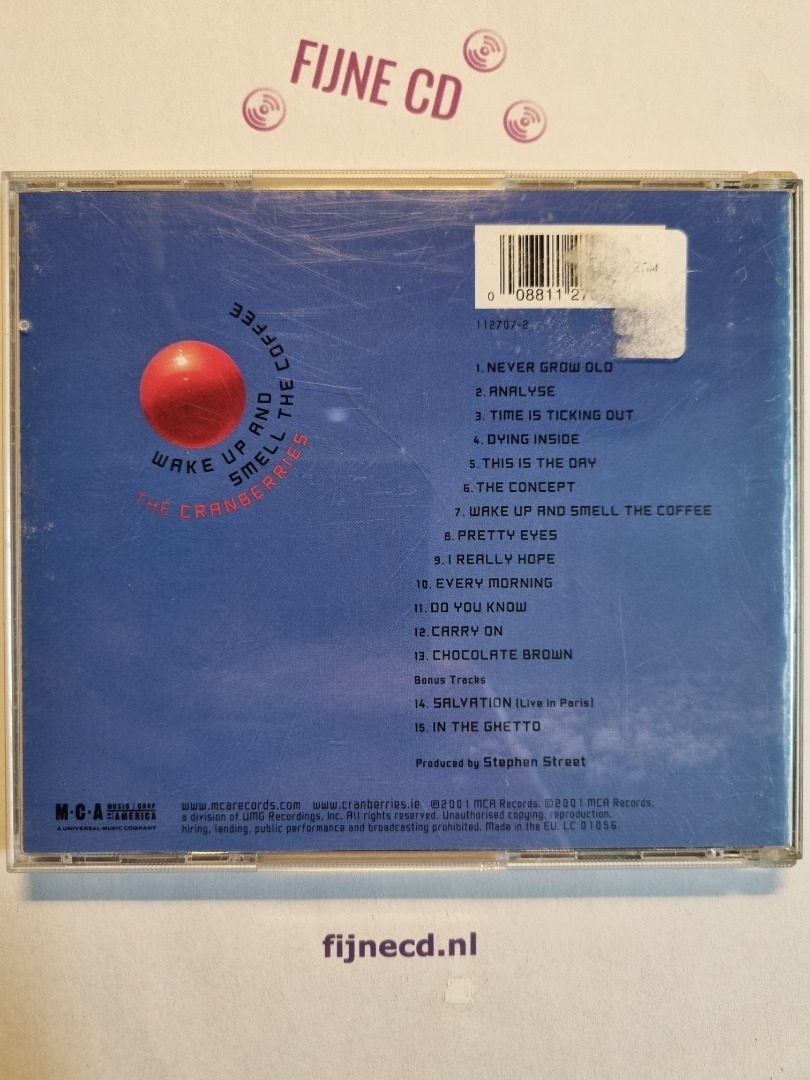 FIJNE CD
0 08811 27
112707-2
WAKE UP AND
SMELL THE COFFEE
THE CRANBERRIES
1. NEVER GROW OLD
2. ANALYSE
3. TIME IS TICKING OUT
4. DYING INSIDE
5. THIS IS THE DAY
6. THE CONCEPT
7. WAKE UP AND SMELL THE COFFEE
8. PRETTY EYES
9. I REALLY HOPE
10. EVERY MORNING
11. DO YOU KNOW
12. CARRY ON
13. CHOCOLATE BROWN
Bonus Tracks
14. SALVATION (Live in Paris)
15. IN THE GHETTO
Produced by Stephen Street
M·C·A MUSIC CORP
OF AMERICA
A UNIVERSAL MUSIC COMPANY
www.mcarecords.com www.cranberries.ie ℗2001 MCA Records. ©2001 MCA Records,
a division of UMG Recordings, Inc. All rights reserved. Unauthorised copying, reproduction,
hiring, lending, public performance and broadcasting prohibited. Made in the EU. LC 01056.
fijnecd.nl